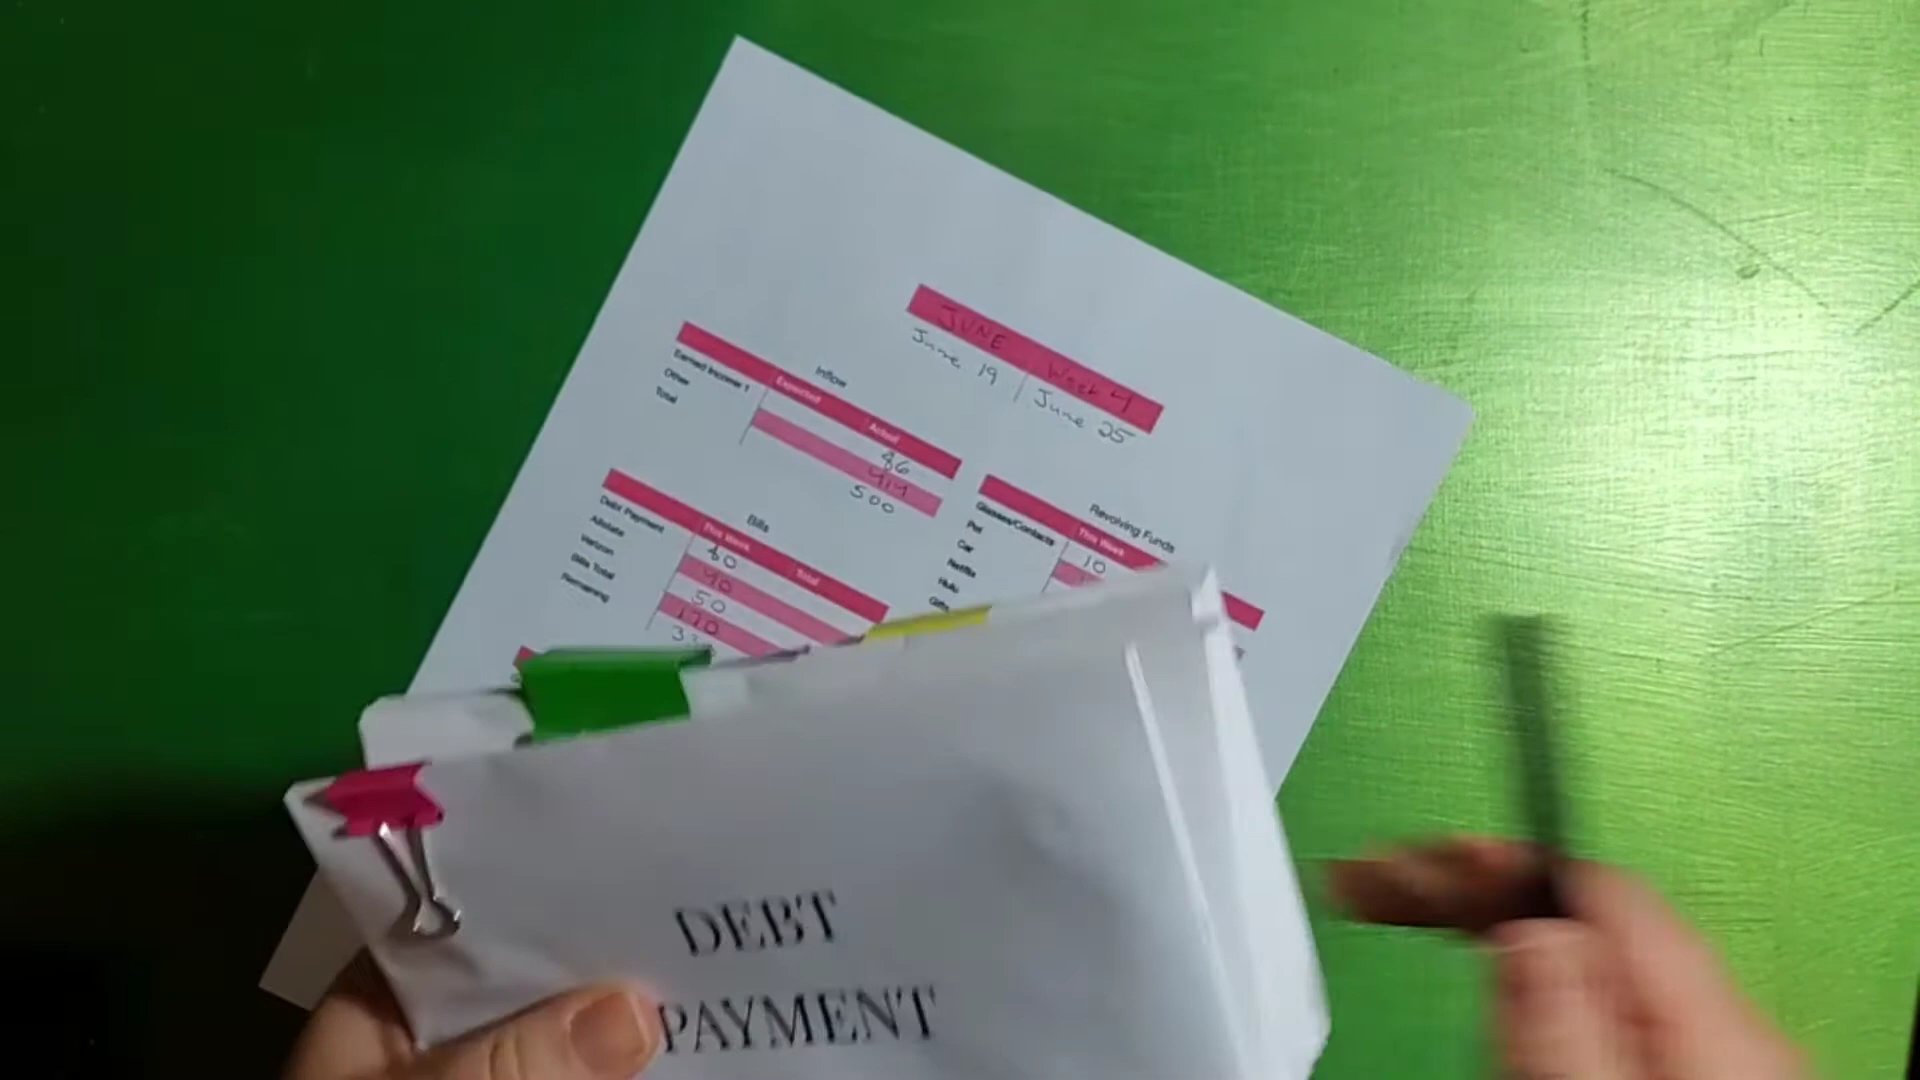 JUNE Week 4
June 19 June 25
Inflow
Expected Actual
Earned Income 1 86
Other 414
Total 500
Bills
This Week Total
Debt Payment 80
Allstate 40
Verizon 50
Bills Total 170
Remaining
Revolving Funds
This Week
Glasses/Contacts 10
Pet
Car
Netflix
Hulu
Gifts
DEBT
PAYMENT